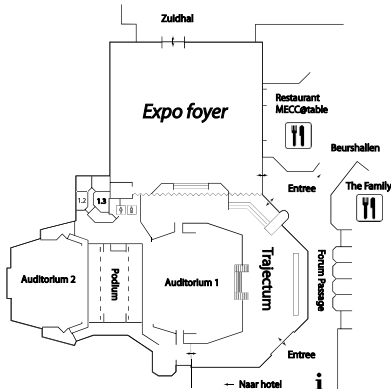 Zuidhal
Expo foyer
Restaurant
MECC@table
Beurshallen
Entree
The Family
1.2
1.3
Trajectum
Forum Passage
Auditorium 2
Podium
Auditorium 1
Entree
← Naar hotel
i